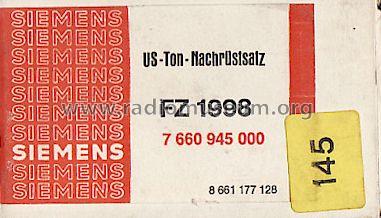 SIEMENS
SIEMENS
SIEMENS
SIEMENS
SIEMENS
SIEMENS
SIEMENS
SIEMENS
SIEMENS
SIEMENS
SIEMENS
US-Ton-Nachrüstsatz
FZ 1998
www.radiomuseum.org
7 660 945 000
145
8 661 177 128